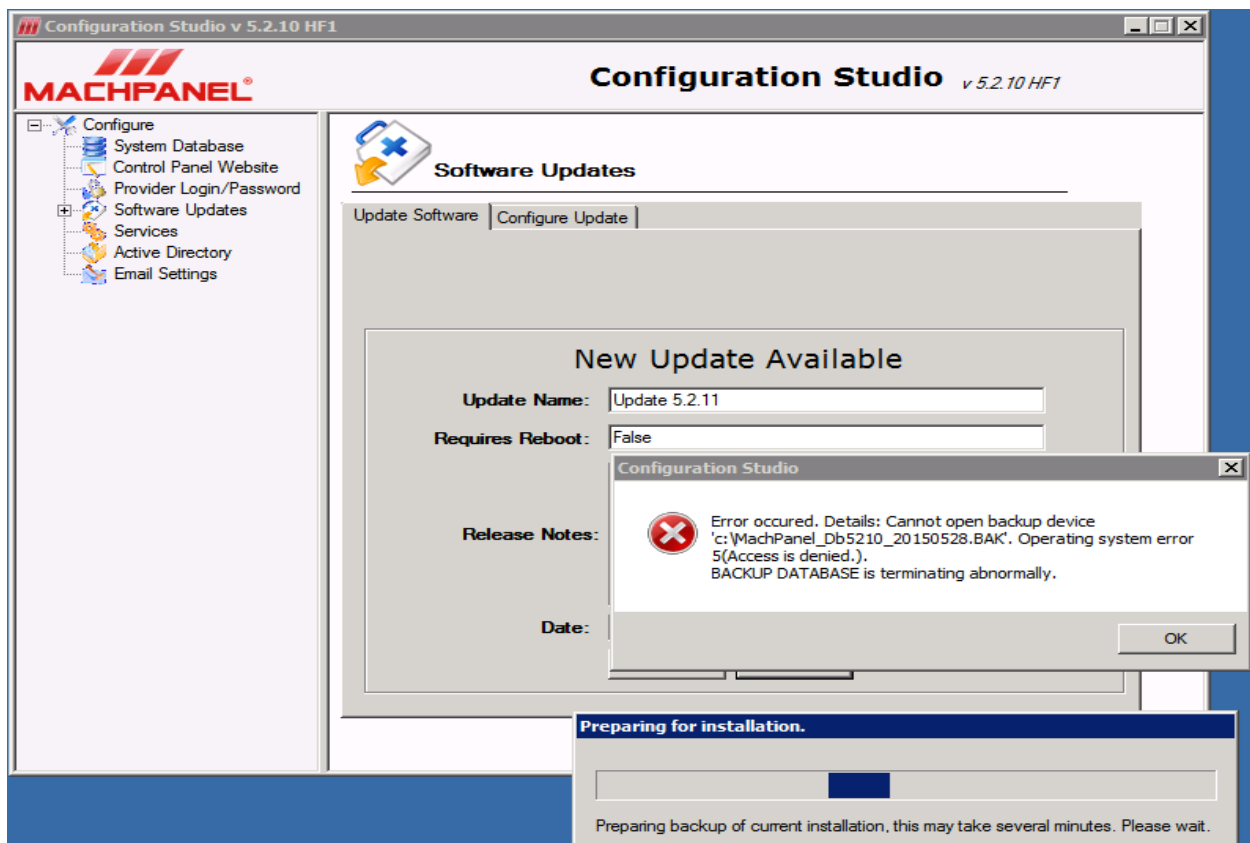 Configuration Studio v 5.2.10 HF1
MACHPANEL®
Configuration Studio v 5.2.10 HF1
Configure
System Database
Control Panel Website
Provider Login/Password
Software Updates
Services
Active Directory
Email Settings
Software Updates
Update Software
Configure Update
New Update Available
Update Name: Update 5.2.11
Requires Reboot: False
Release Notes:
Date:
Configuration Studio
Error occured. Details: Cannot open backup device
'c:\MachPanel_Db5210_20150528.BAK'. Operating system error
5(Access is denied.).
BACKUP DATABASE is terminating abnormally.
OK
Preparing for installation.
Preparing backup of current installation, this may take several minutes. Please wait.